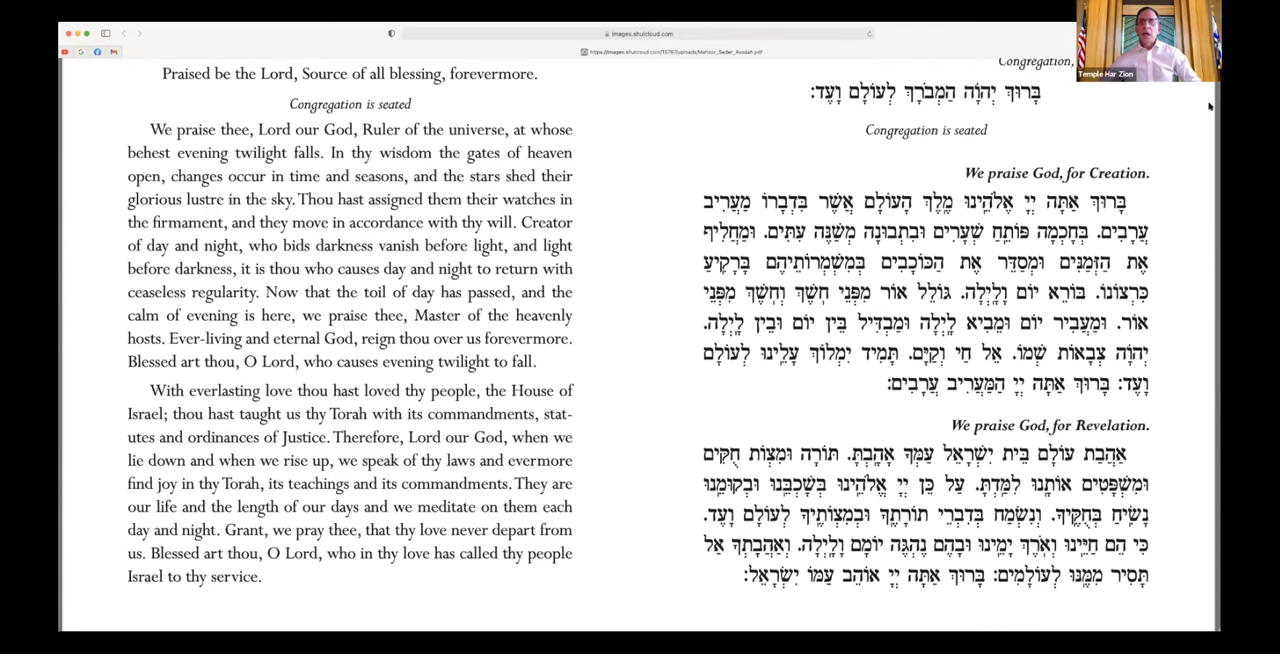 images.shulcloud.com
https://images.shulcloud.com/15787/uploads/Mahzor_Seder_Avodah.pdf
Temple Har Zion
Praised be the Lord, Source of all blessing, forevermore.
Congregation is seated
We praise thee, Lord our God, Ruler of the universe, at whose
behest evening twilight falls. In thy wisdom the gates of heaven
open, changes occur in time and seasons, and the stars shed their
glorious lustre in the sky. Thou hast assigned them their watches in
the firmament, and they move in accordance with thy will. Creator
of day and night, who bids darkness vanish before light, and light
before darkness, it is thou who causes day and night to return with
ceaseless regularity. Now that the toil of day has passed, and the
calm of evening is here, we praise thee, Master of the heavenly
hosts. Ever-living and eternal God, reign thou over us forevermore.
Blessed art thou, O Lord, who causes evening twilight to fall.
With everlasting love thou hast loved thy people, the House of
Israel; thou hast taught us thy Torah with its commandments, stat-
utes and ordinances of Justice. Therefore, Lord our God, when we
lie down and when we rise up, we speak of thy laws and evermore
find joy in thy Torah, its teachings and its commandments. They are
our life and the length of our days and we meditate on them each
day and night. Grant, we pray thee, that thy love never depart from
us. Blessed art thou, O Lord, who in thy love has called thy people
Israel to thy service.
Congregation,
בָּרוּךְ יְהוָֹה הַמְבֹרָךְ לְעוֹלָם וָעֶד:
Congregation is seated
We praise God, for Creation.
בָּרוּךְ אַתָּה יְיָ אֱלֹהֵֽינוּ מֶֽלֶךְ הָעוֹלָם אֲשֶׁר בִּדְבָרוֹ מַעֲרִיב
עֲרָבִים. בְּחָכְמָה פּוֹתֵֽחַ שְׁעָרִים וּבִתְבוּנָה מְשַׁנֶּה עִתִּים. וּמַחֲלִיף
אֶת הַזְּמַנִּים וּמְסַדֵּר אֶת הַכּוֹכָבִים בְּמִשְׁמְרוֹתֵיהֶם בָּרָקִֽיעַ
כִּרְצוֹנוֹ. בּוֹרֵא יוֹם וָלָֽיְלָה. גּוֹלֵל אוֹר מִפְּנֵי חֹֽשֶׁךְ וְחֹֽשֶׁךְ מִפְּנֵי
אוֹר. וּמַעֲבִיר יוֹם וּמֵבִיא לָֽיְלָה וּמַבְדִּיל בֵּין יוֹם וּבֵין לָֽיְלָה.
יְהוָֹה צְבָאוֹת שְׁמוֹ. אֵל חַי וְקַיָּם. תָּמִיד יִמְלוֹךְ עָלֵֽינוּ לְעוֹלָם
וָעֶד: בָּרוּךְ אַתָּה יְיָ הַמַּעֲרִיב עֲרָבִים:
We praise God, for Revelation.
אַהֲבַת עוֹלָם בֵּית יִשְׂרָאֵל עַמְּךָ אָהָֽבְתָּ. תּוֹרָה וּמִצְוֹת חֻקִּים
וּמִשְׁפָּטִים אוֹתָֽנוּ לִמַּֽדְתָּ. עַל כֵּן יְיָ אֱלֹהֵֽינוּ בְּשָׁכְבֵּֽנוּ וּבְקוּמֵֽנוּ
נָשִֽׂיחַ בְּחֻקֶּֽיךָ. וְנִשְׂמַח בְּדִבְרֵי תוֹרָתֶֽךָ וּבְמִצְוֹתֶֽיךָ לְעוֹלָם וָעֶד.
כִּי הֵם חַיֵּֽינוּ וְאֹֽרֶךְ יָמֵֽינוּ וּבָהֶם נֶהְגֶּה יוֹמָם וָלָֽיְלָה. וְאַהֲבָתְךָ אַל
תָּסִיר מִמֶּֽנּוּ לְעוֹלָמִים: בָּרוּךְ אַתָּה יְיָ אוֹהֵב עַמּוֹ יִשְׂרָאֵל: